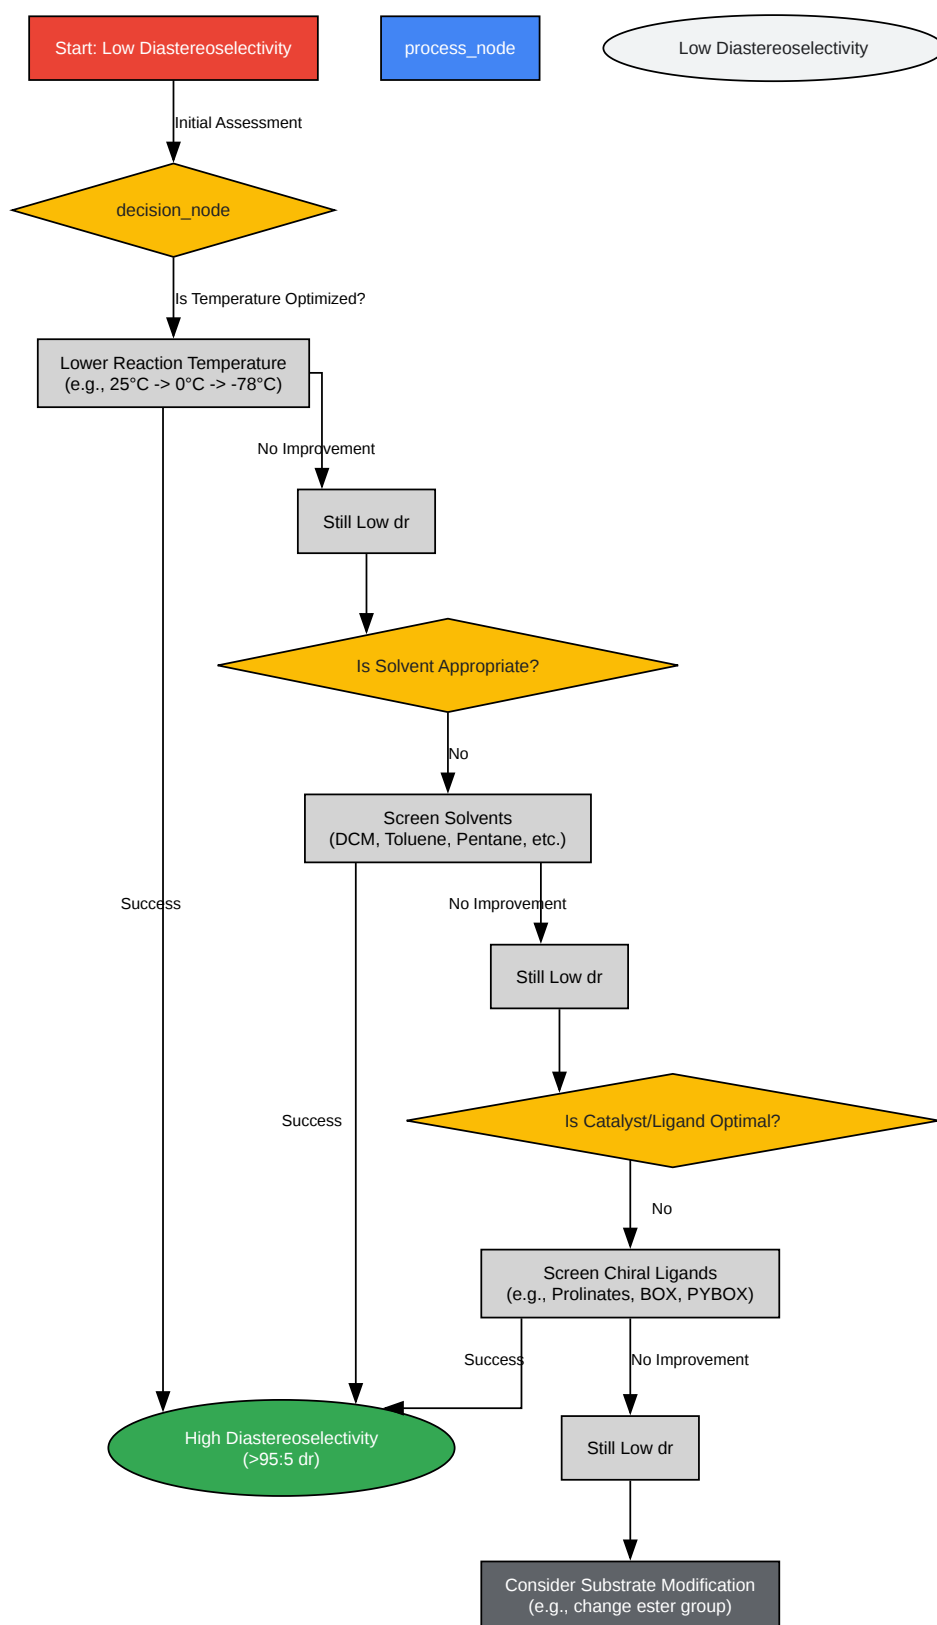 Start: Low Diastereoselectivity
process_node
Low Diastereoselectivity
Initial Assessment
decision_node
Is Temperature Optimized?
Lower Reaction Temperature
(e.g., 25°C -> 0°C -> -78°C)
No Improvement
Still Low dr
Is Solvent Appropriate?
No
Screen Solvents
(DCM, Toluene, Pentane, etc.)
Success
No Improvement
Still Low dr
Success
Is Catalyst/Ligand Optimal?
No
Screen Chiral Ligands
(e.g., Prolinates, BOX, PYBOX)
Success
No Improvement
High Diastereoselectivity
(>95:5 dr)
Still Low dr
Consider Substrate Modification
(e.g., change ester group)